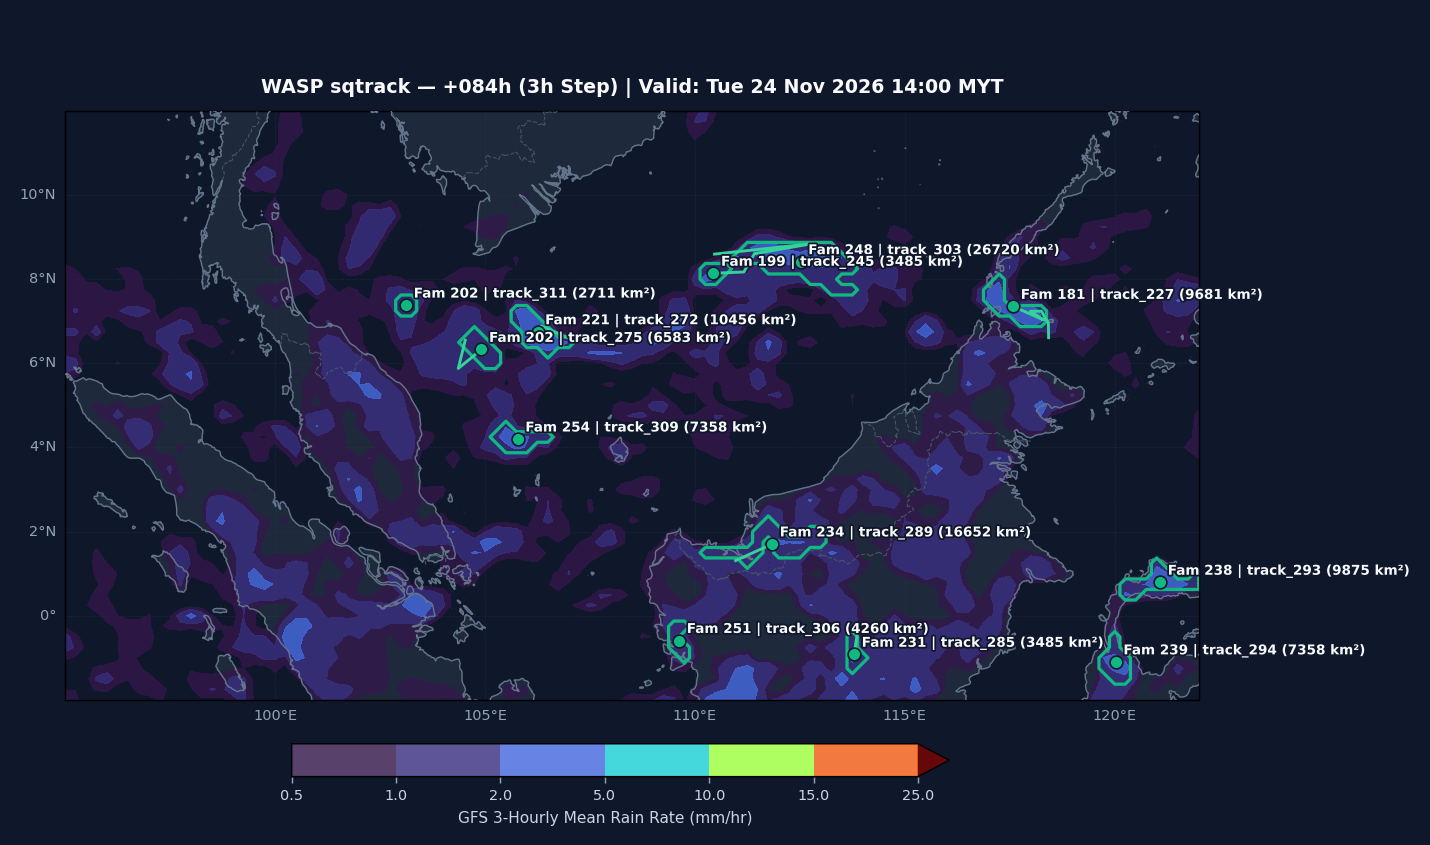 WASP sqtrack — +084h (3h Step) | Valid: Tue 24 Nov 2026 14:00 MYT
10°N
8°N
6°N
4°N
2°N
0°
Fam 248 | track_303 (26720 km²)
Fam 199 | track_245 (3485 km²)
Fam 202 | track_311 (2711 km²)
Fam 181 | track_227 (9681 km²)
Fam 221 | track_272 (10456 km²)
Fam 202 | track_275 (6583 km²)
Fam 254 | track_309 (7358 km²)
Fam 234 | track_289 (16652 km²)
Fam 238 | track_293 (9875 km²)
Fam 251 | track_306 (4260 km²)
Fam 231 | track_285 (3485 km²)
Fam 239 | track_294 (7358 km²)
100°E 105°E 110°E 115°E 120°E
0.5 1.0 2.0 5.0 10.0 15.0 25.0
GFS 3-Hourly Mean Rain Rate (mm/hr)